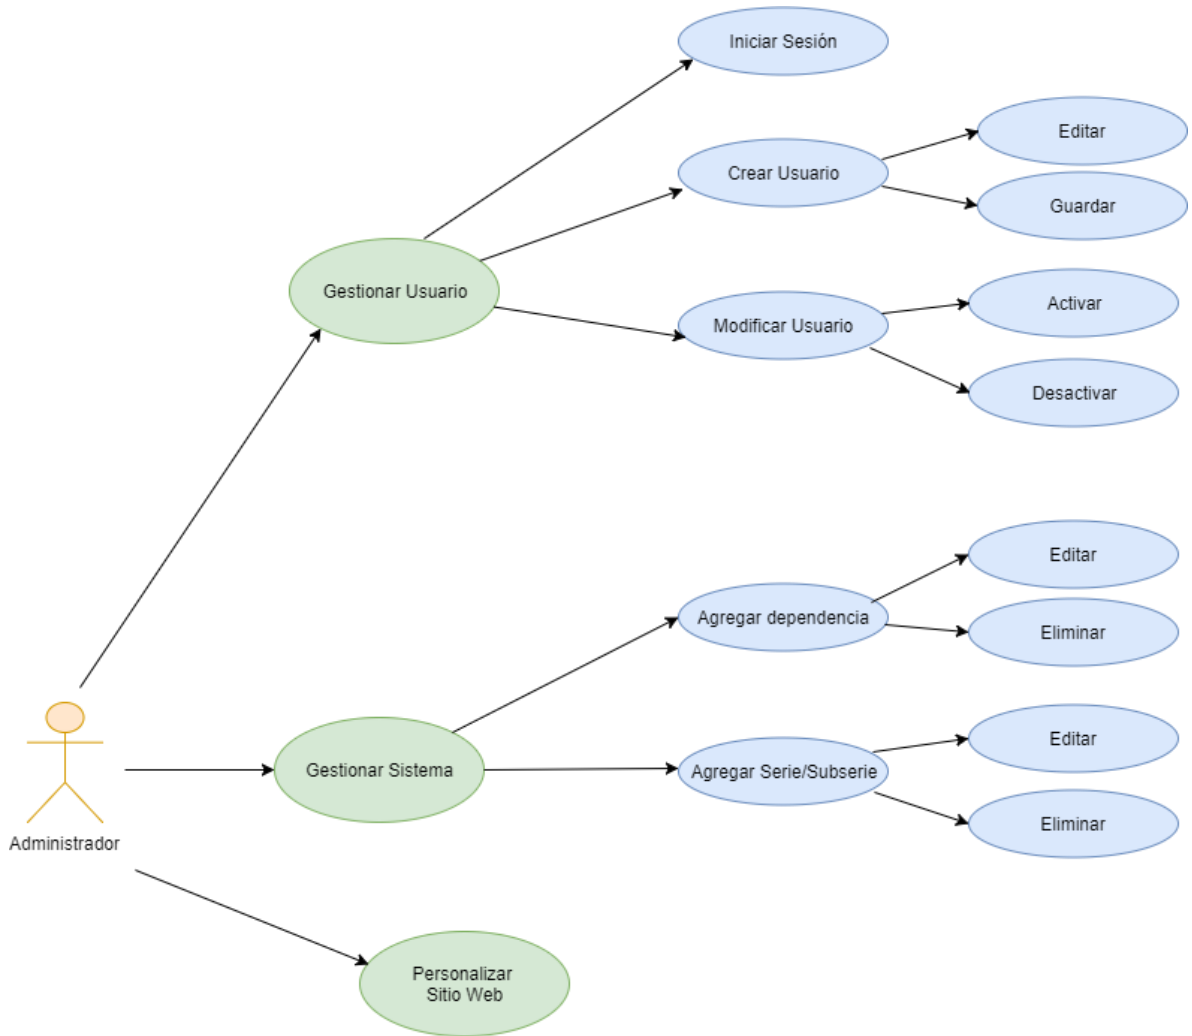 Iniciar Sesión
Editar
Crear Usuario
Guardar
Gestionar Usuario
Activar
Modificar Usuario
Desactivar
Editar
Agregar dependencia
Eliminar
Editar
Gestionar Sistema
Agregar Serie/Subserie
Eliminar
Administrador
Personalizar
Sitio Web